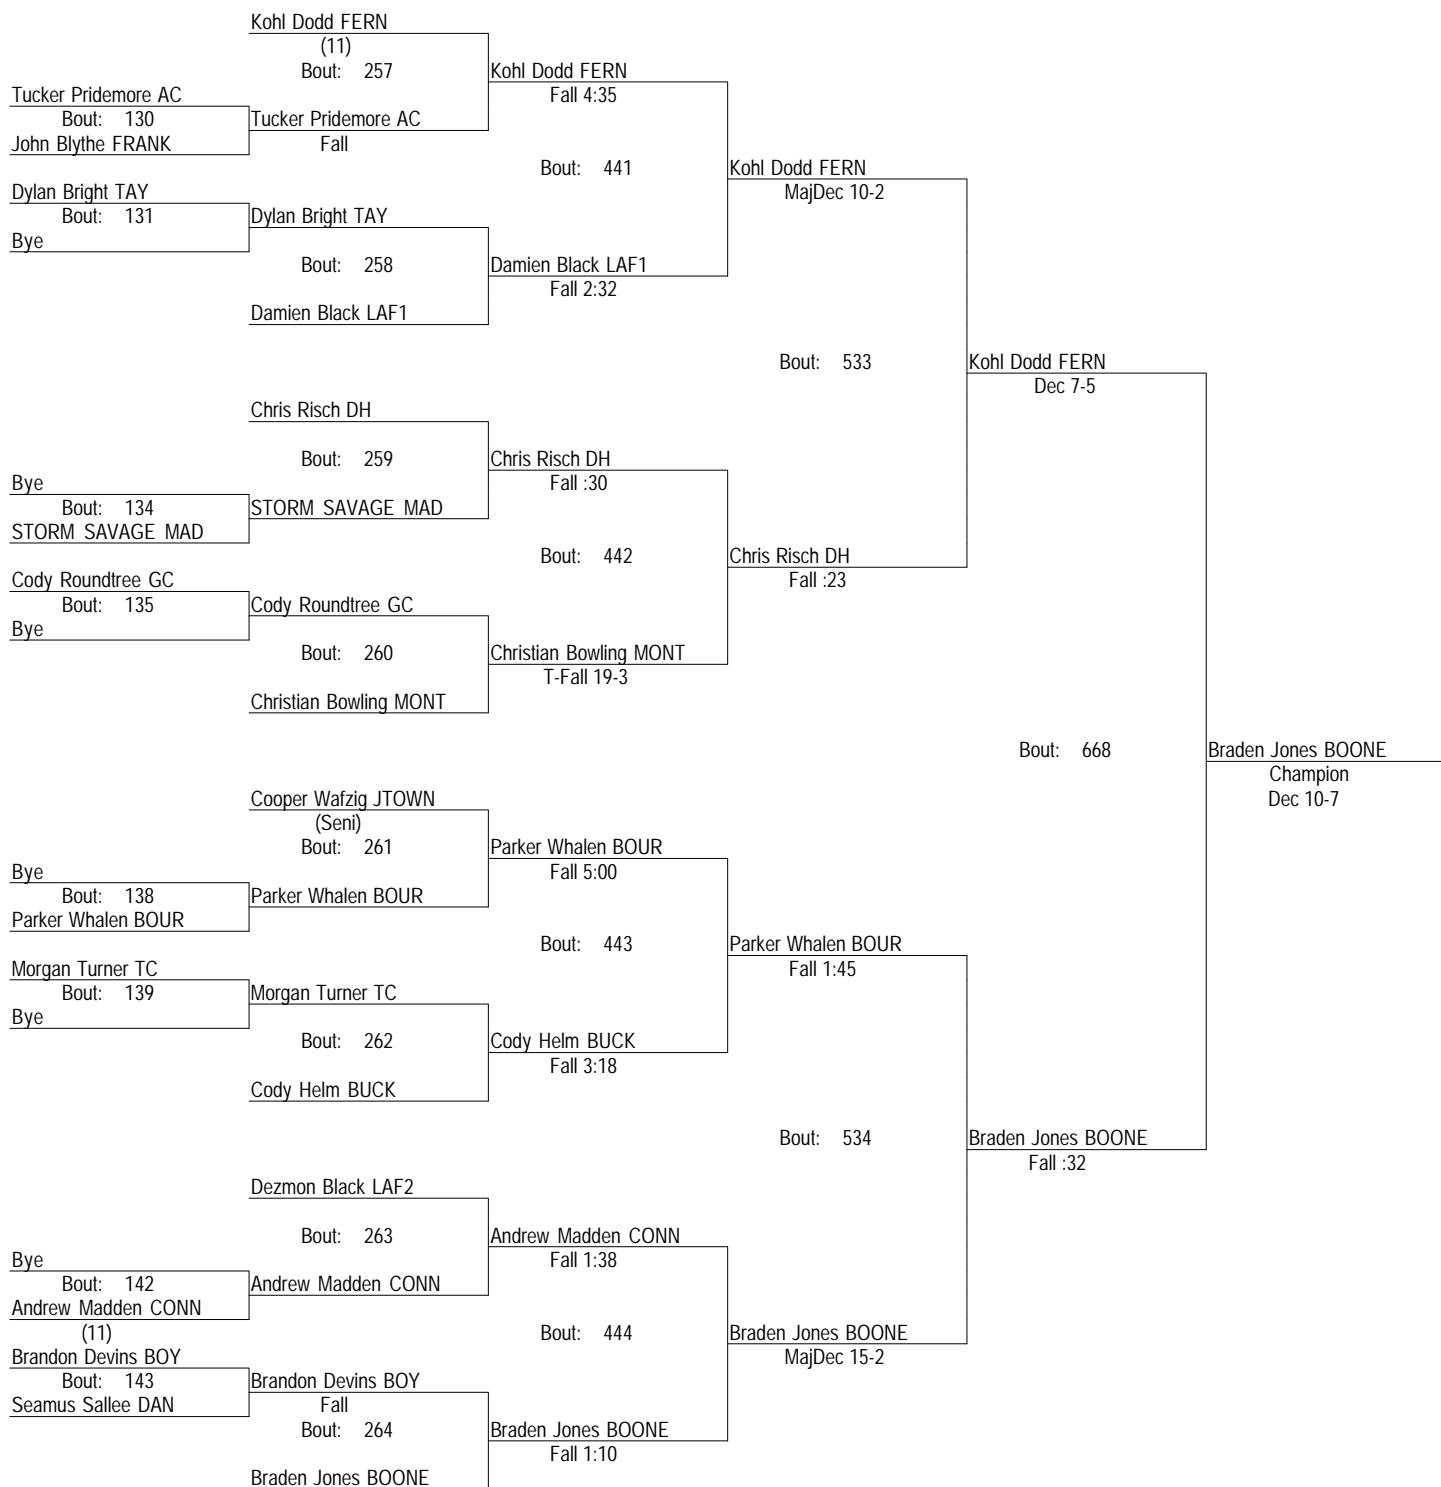 Kohl Dodd FERN
(11)
Bout: 257
Kohl Dodd FERN
Tucker Pridemore AC
Fall 4:35
Bout: 130
Tucker Pridemore AC
John Blythe FRANK
Fall
Bout: 441
Kohl Dodd FERN
Dylan Bright TAY
MajDec 10-2
Bout: 131
Dylan Bright TAY
Bye
Bout: 258
Damien Black LAF1
Fall 2:32
Damien Black LAF1
Bout: 533
Kohl Dodd FERN
Dec 7-5
Chris Risch DH
Bout: 259
Chris Risch DH
Bye
Fall :30
Bout: 134
STORM SAVAGE MAD
STORM SAVAGE MAD
Bout: 442
Chris Risch DH
Cody Roundtree GC
Fall :23
Bout: 135
Cody Roundtree GC
Bye
Bout: 260
Christian Bowling MONT
T-Fall 19-3
Christian Bowling MONT
Bout: 668
Braden Jones BOONE
Champion
Cooper Wafzig JTOWN
Dec 10-7
(Seni)
Bout: 261
Parker Whalen BOUR
Bye
Fall 5:00
Bout: 138
Parker Whalen BOUR
Parker Whalen BOUR
Bout: 443
Parker Whalen BOUR
Morgan Turner TC
Fall 1:45
Bout: 139
Morgan Turner TC
Bye
Bout: 262
Cody Helm BUCK
Fall 3:18
Cody Helm BUCK
Bout: 534
Braden Jones BOONE
Fall :32
Dezmon Black LAF2
Bout: 263
Andrew Madden CONN
Bye
Fall 1:38
Bout: 142
Andrew Madden CONN
Andrew Madden CONN
(11)
Bout: 444
Braden Jones BOONE
Brandon Devins BOY
MajDec 15-2
Bout: 143
Brandon Devins BOY
Seamus Sallee DAN
Fall
Bout: 264
Braden Jones BOONE
Fall 1:10
Braden Jones BOONE